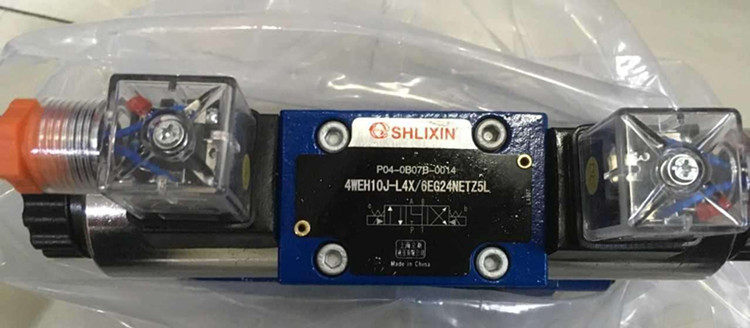 SHLIXIN
P04-0B07B-0014
4WEH10J-L4X/6EG24NETZ5L
A B
P T
Made in China